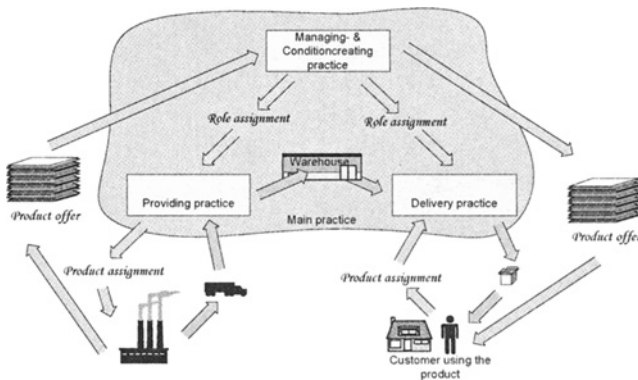 Managing- &
Conditioncreating
practice
Role assignment
Role assignment
Warehouse
Providing practice
Delivery practice
Main practice
Product offer
Product offer
Product assignment
Product assignment
Customer using the
product